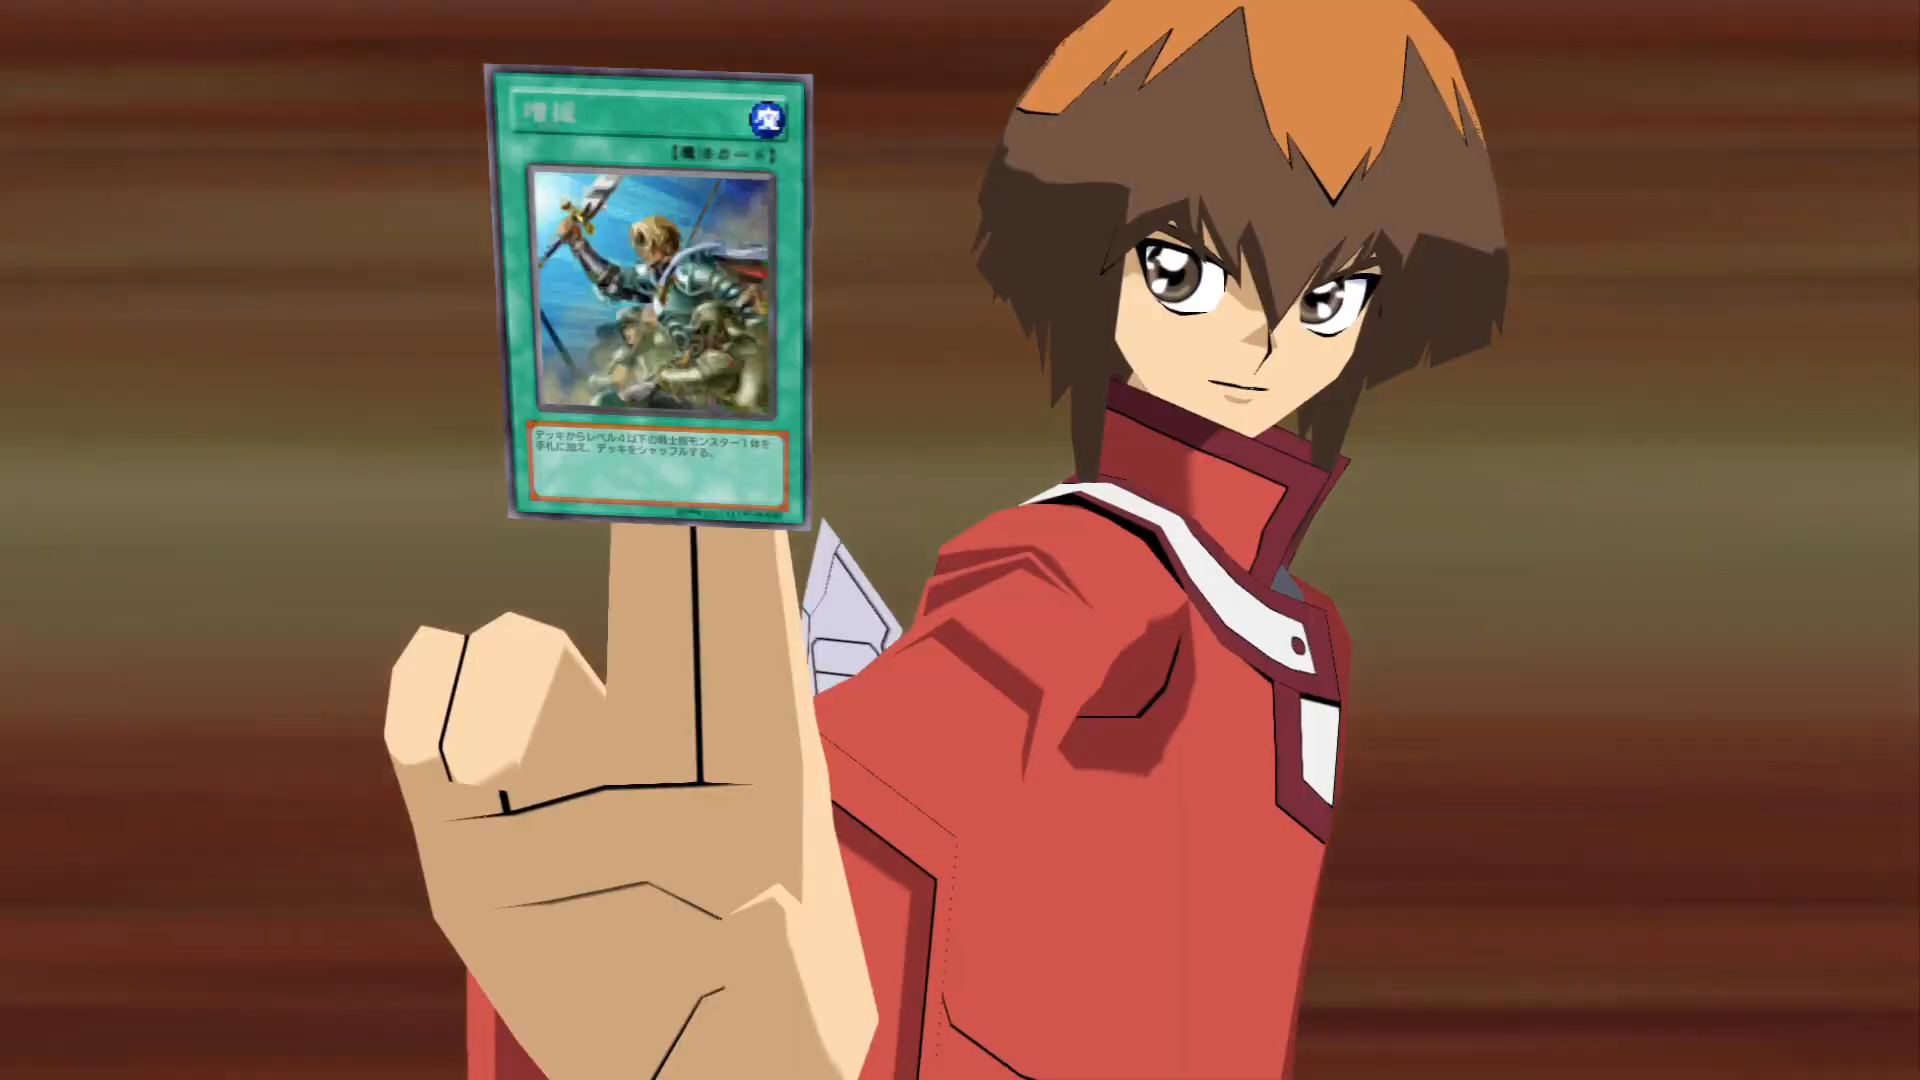 増援
【魔法カード】
デッキからレベル4以下の戦士族モンスター1体を
手札に加え、デッキをシャッフルする。